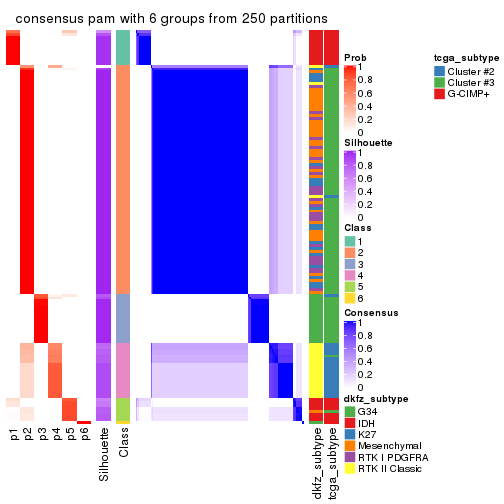 consensus pam with 6 groups from 250 partitions
Prob
1
0.8
0.6
0.4
0.2
0
Silhouette
1
0.8
0.6
0.4
0.2
0
Class
1
2
3
4
5
6
Consensus
1
0.8
0.6
0.4
0.2
0
dkfz_subtype
G34
IDH
K27
Mesenchymal
RTK I PDGFRA
RTK II Classic
tcga_subtype
Cluster #2
Cluster #3
G-CIMP+
p1
p2
p3
p4
p5
p6
Silhouette
Class
dkfz_subtype
tcga_subtype